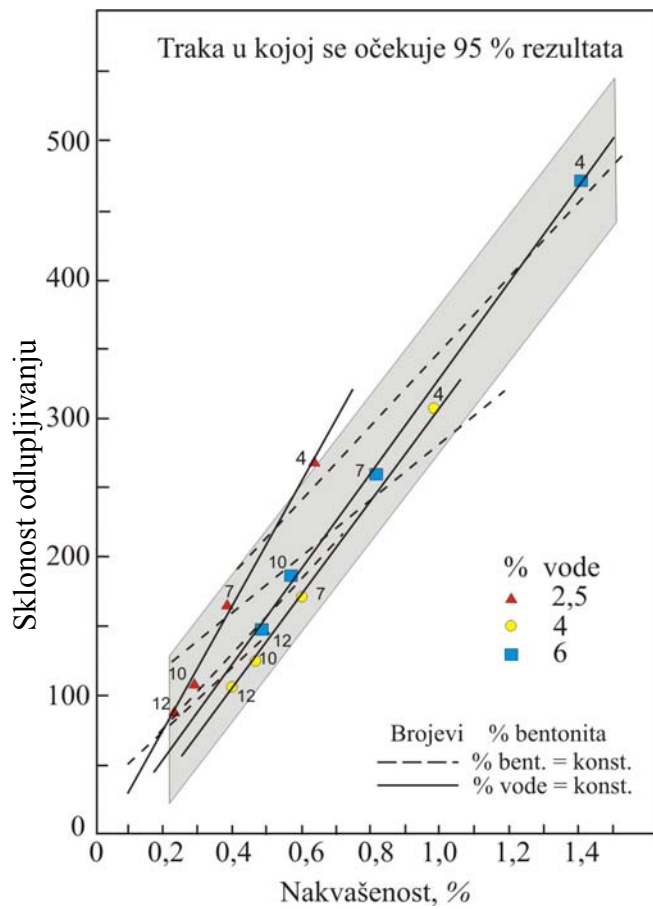 Traka u kojoj se očekuje 95 % rezultata
500
400
300
200
100
0
Sklonost odlupljivanju
4
4
4
7
10
7
7
12
10
10
12
12
% vode
2,5
4
6
Brojevi % bentonita
% bent. = konst.
% vode = konst.
0 0,2 0,4 0,6 0,8 1,0 1,2 1,4
Nakvašenost, %